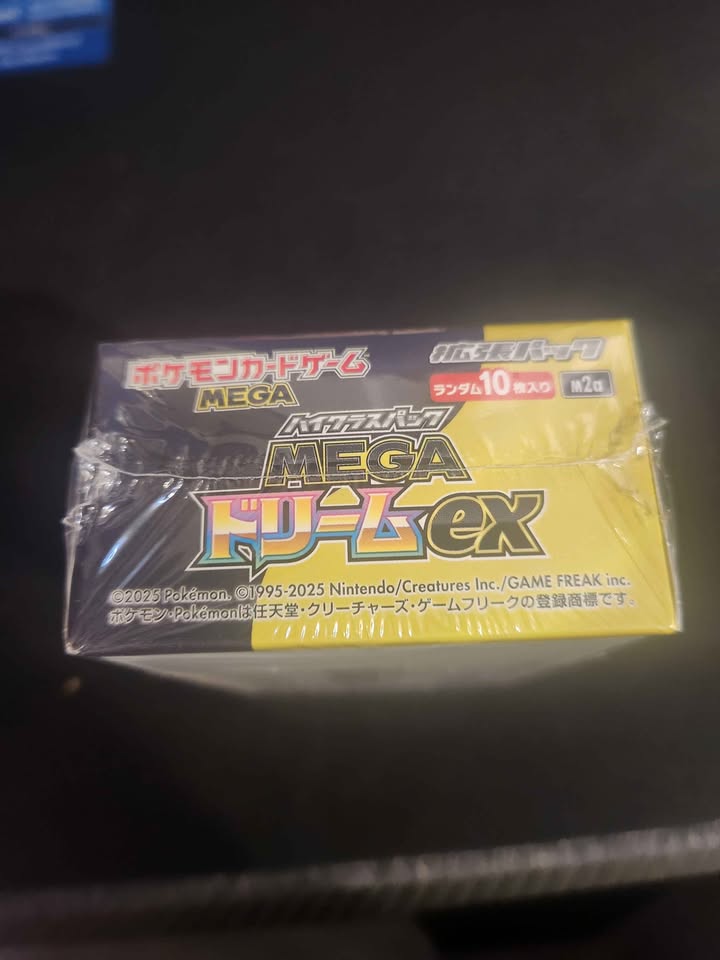 ポケモンカードゲーム
MEGA
拡張パック
ランダム10枚入り M2a
ハイクラスパック
MEGA
ドリームex
©2025 Pokémon. ©1995-2025 Nintendo/Creatures Inc./GAME FREAK inc.
ポケモン・Pokémonは任天堂・クリーチャーズ・ゲームフリークの登録商標です。